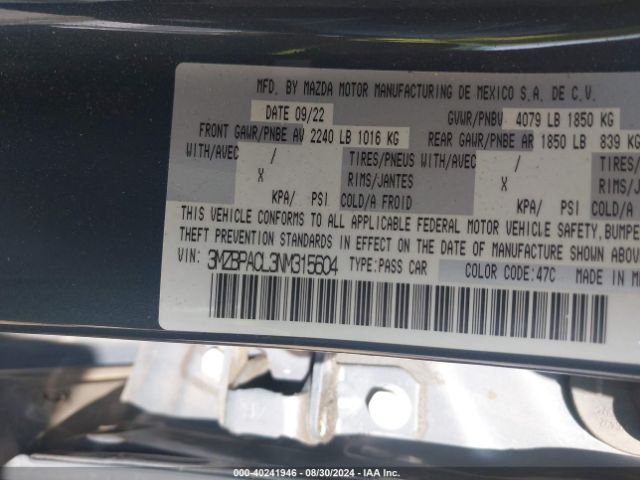 MFD. BY MAZDA MOTOR MANUFACTURING DE MEXICO S.A. DE C.V.
DATE 09/22 GVWR/PNBV 4079 LB 1850 KG
FRONT GAWR/PNBE AV 2240 LB 1016 KG REAR GAWR/PNBE AR 1850 LB 839 KG
WITH/AVEC / TIRES/PNEUS WITH/AVEC / TIRES/
X RIMS/JANTES X RIMS/
KPA/ PSI COLD/A FROID KPA/ PSI COLD/A
THIS VEHICLE CONFORMS TO ALL APPLICABLE FEDERAL MOTOR VEHICLE SAFETY, BUMPE
THEFT PREVENTION STANDARDS IN EFFECT ON THE DATE OF MANUFACTURE SHOWN ABOV
VIN: 3MZBPACL3NM315604 TYPE:PASS CAR COLOR CODE:47C MADE IN M
000-40241946 - 08/30/2024 - IAA Inc.